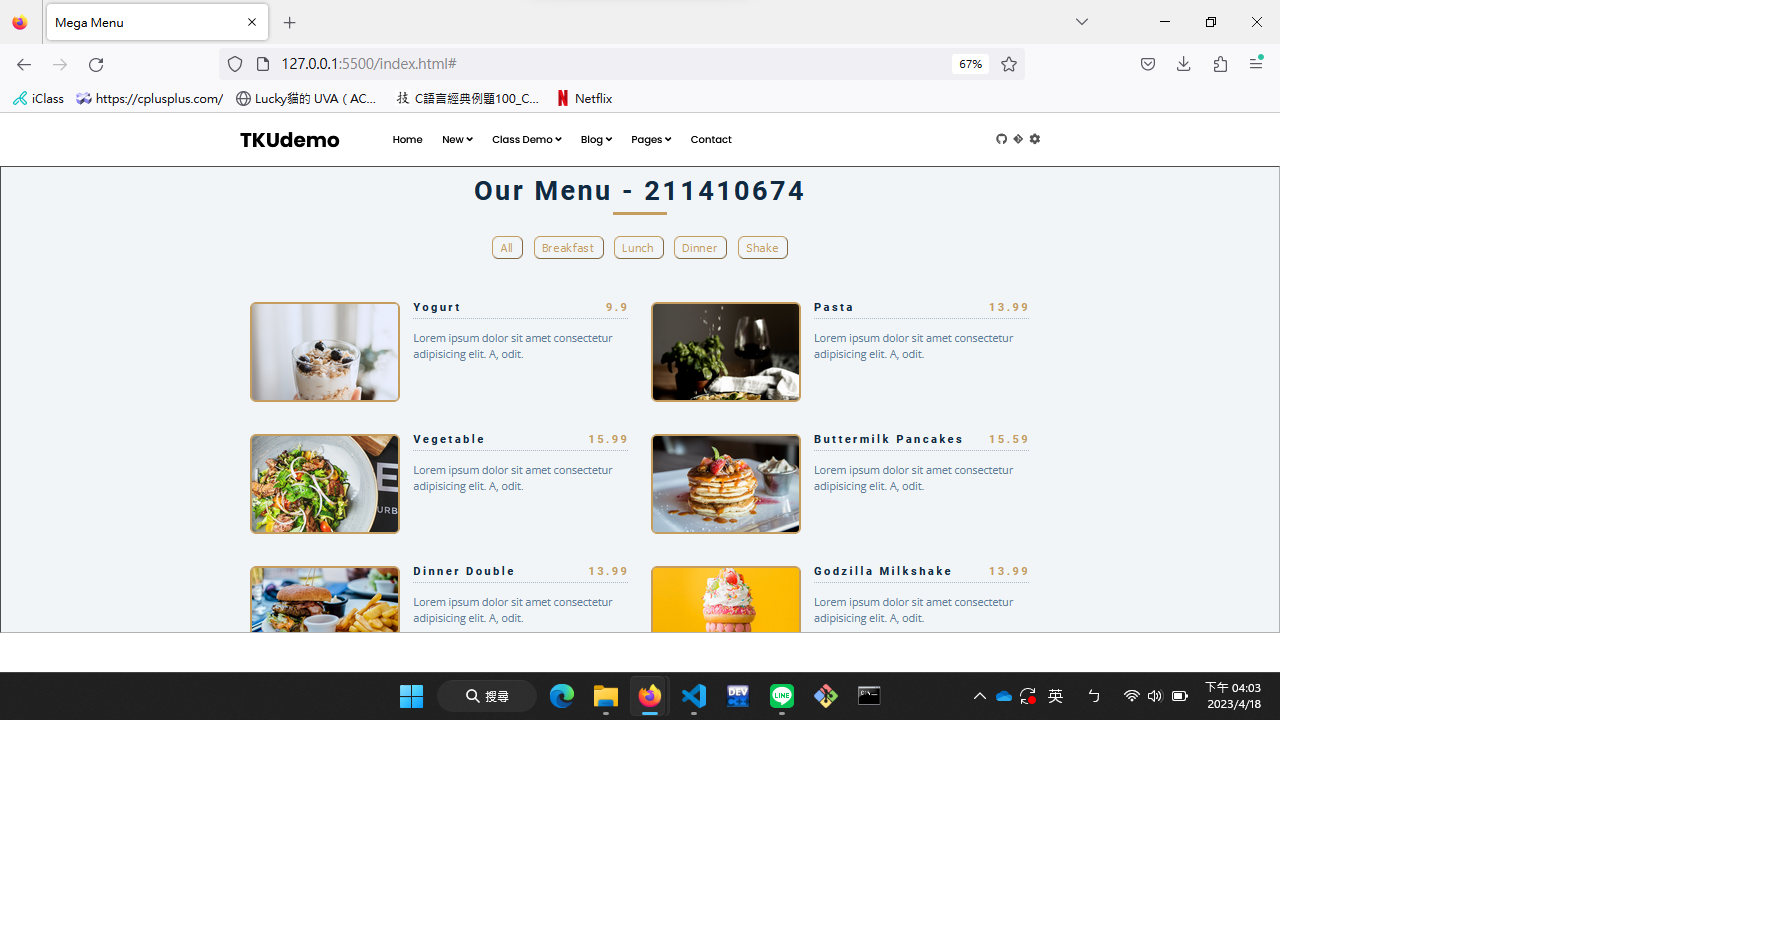 Mega Menu
127.0.0.1:5500/index.html#
67%
iClass
https://cplusplus.com/
Lucky貓的 UVA ( AC...
技
C語言經典例題100_C...
Netflix
TKUdemo
Home
New
Class Demo
Blog
Pages
Contact
Our Menu - 211410674
All
Breakfast
Lunch
Dinner
Shake
Yogurt 9.9
Lorem ipsum dolor sit amet consectetur
adipisicing elit. A, odit.
Pasta 13.99
Lorem ipsum dolor sit amet consectetur
adipisicing elit. A, odit.
E
URB
Vegetable 15.99
Lorem ipsum dolor sit amet consectetur
adipisicing elit. A, odit.
Buttermilk Pancakes 15.59
Lorem ipsum dolor sit amet consectetur
adipisicing elit. A, odit.
Dinner Double 13.99
Lorem ipsum dolor sit amet consectetur
adipisicing elit. A, odit.
Godzilla Milkshake 13.99
Lorem ipsum dolor sit amet consectetur
adipisicing elit. A, odit.
搜尋
DEV
LINE
英
ㄅ
下午 04:03
2023/4/18